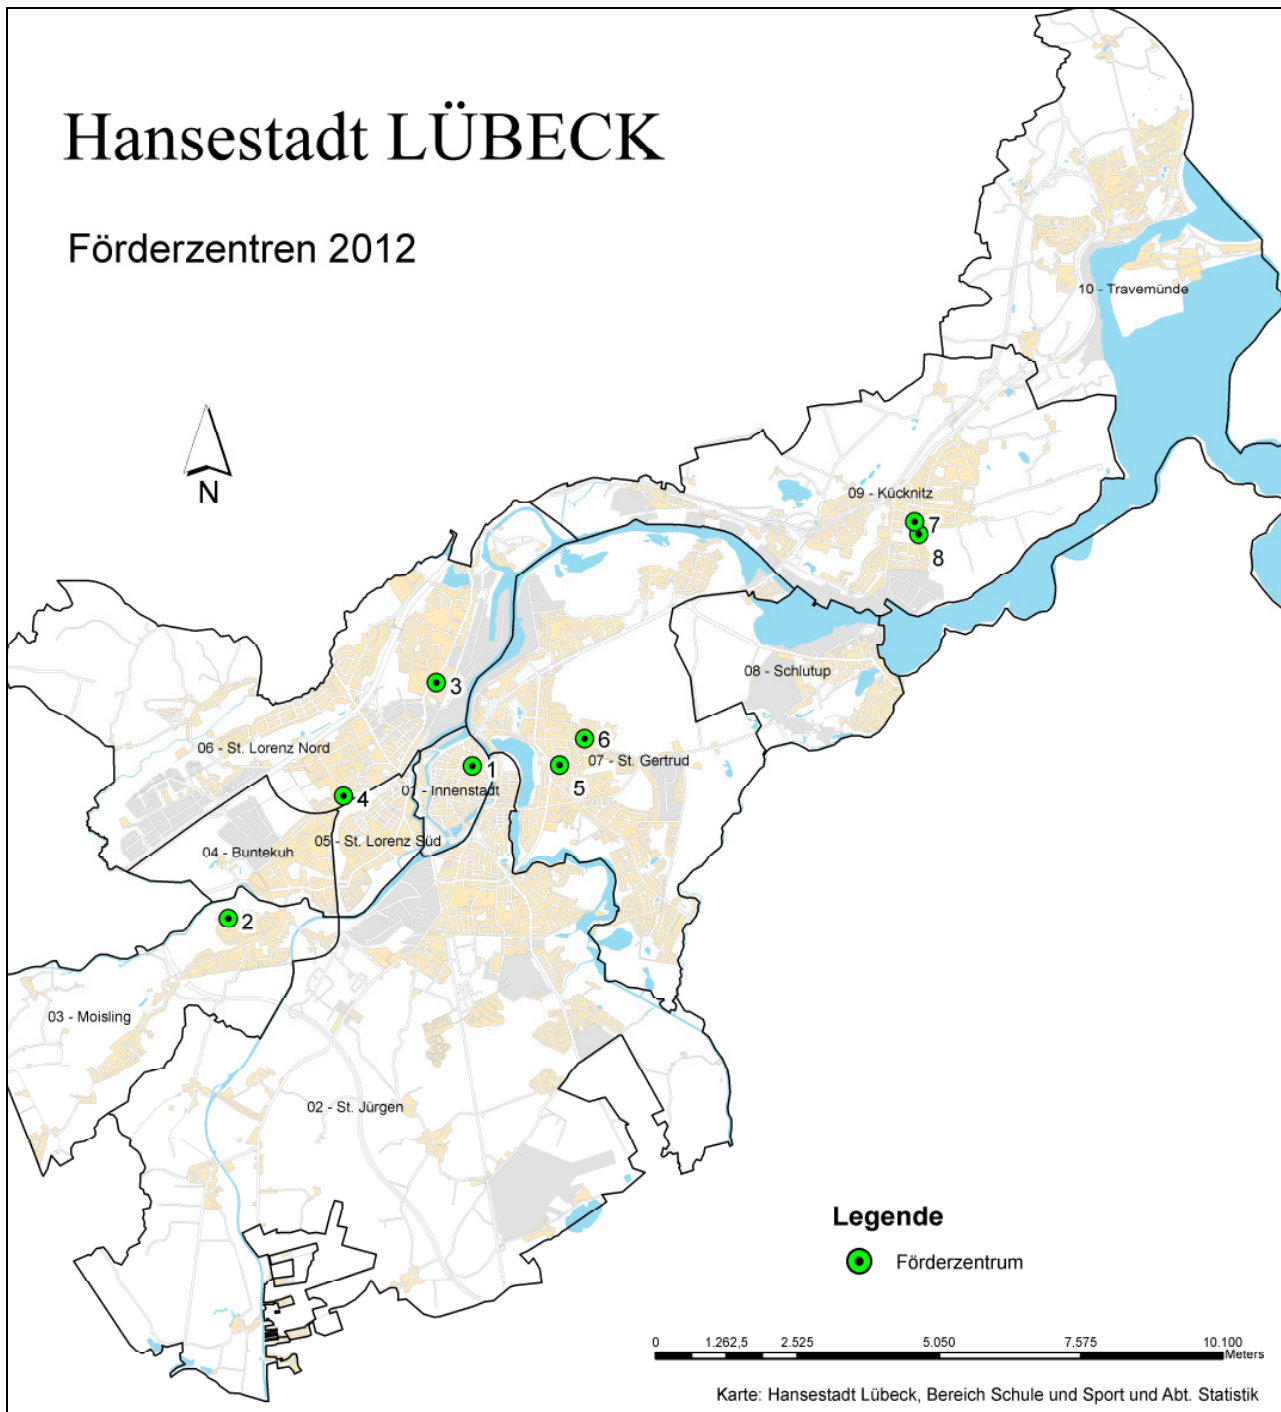 Hansestadt LÜBECK
Förderzentren 2012
10 - Travemünde
N
09 - Kücknitz
7
8
08 - Schlutup
3
06 - St. Lorenz Nord
6
07 - St. Gertrud
1
5
01 - Innenstadt
4
05 - St. Lorenz Süd
04 - Buntekuh
2
03 - Moisling
02 - St. Jürgen
Legende
Förderzentrum
0 1.262,5 2.525 5.050 7.575 10.100
Meters
Karte: Hansestadt Lübeck, Bereich Schule und Sport und Abt. Statistik